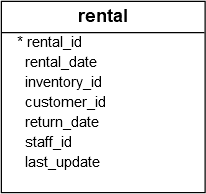 rental
* rental_id
rental_date
inventory_id
customer_id
return_date
staff_id
last_update